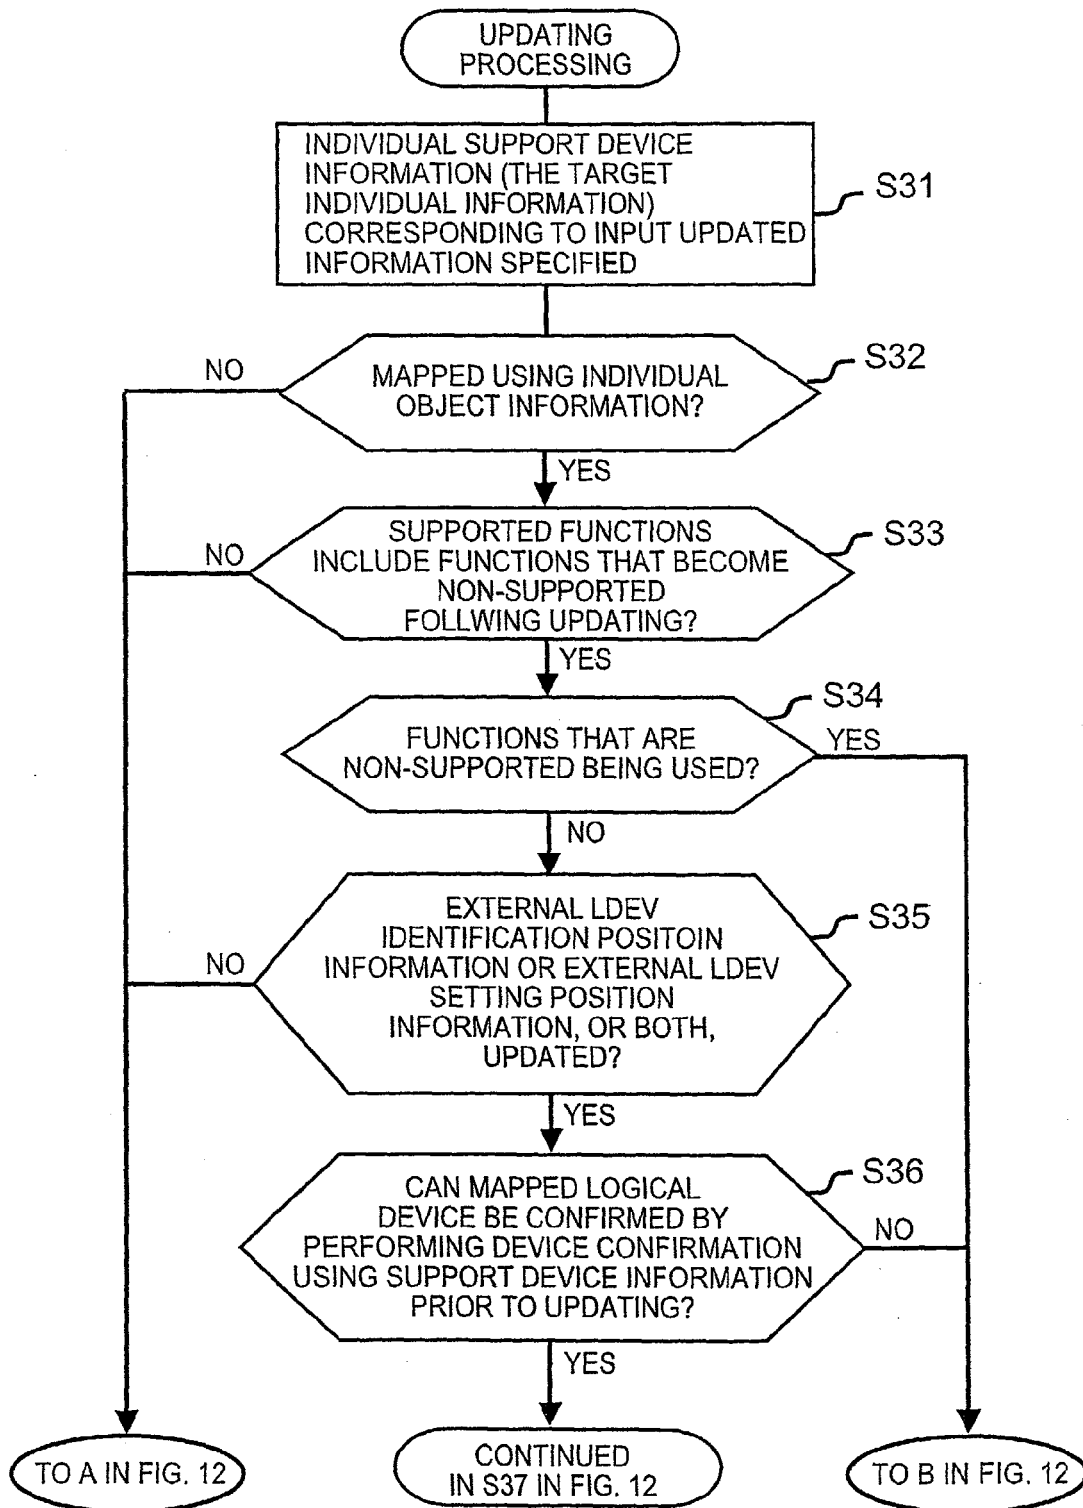 UPDATING
PROCESSING
INDIVIDUAL SUPPORT DEVICE
INFORMATION (THE TARGET
INDIVIDUAL INFORMATION)
CORRESPONDING TO INPUT UPDATED
INFORMATION SPECIFIED
S31
MAPPED USING INDIVIDUAL
OBJECT INFORMATION?
S32
NO
YES
SUPPORTED FUNCTIONS
INCLUDE FUNCTIONS THAT BECOME
NON-SUPPORTED
FOLLWING UPDATING?
S33
NO
YES
FUNCTIONS THAT ARE
NON-SUPPORTED BEING USED?
S34
YES
NO
EXTERNAL LDEV
IDENTIFICATION POSITOIN
INFORMATION OR EXTERNAL LDEV
SETTING POSITION
INFORMATION, OR BOTH,
UPDATED?
S35
NO
YES
CAN MAPPED LOGICAL
DEVICE BE CONFIRMED BY
PERFORMING DEVICE CONFIRMATION
USING SUPPORT DEVICE INFORMATION
PRIOR TO UPDATING?
S36
NO
YES
TO A IN FIG. 12
CONTINUED
IN S37 IN FIG. 12
TO B IN FIG. 12